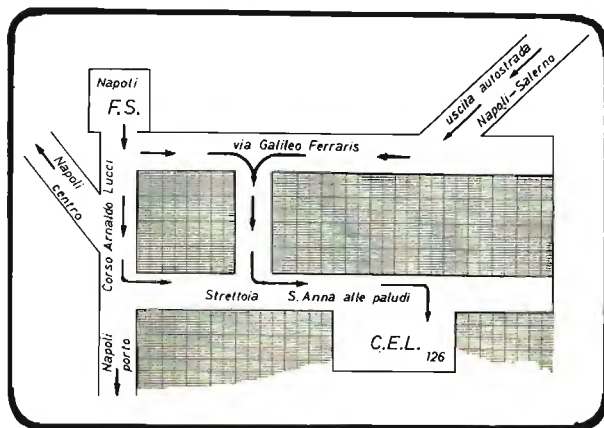 Napoli
F.S.
uscita autostrada
Napoli-Salerno
via Galileo Ferraris
Napoli
centro
Corso Arnaldo Lucci
Strettoia S. Anna alle paludi
C.E.L. 126
Napoli
porto